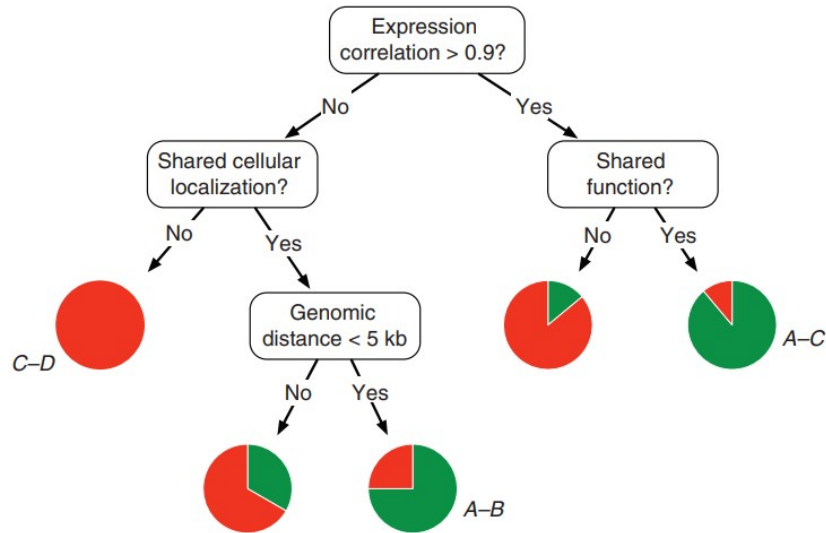 Expression
correlation > 0.9?
No
Yes
Shared cellular
localization?
Shared
function?
No
Yes
No
Yes
Genomic
distance < 5 kb
C–D
A–C
No
Yes
A–B